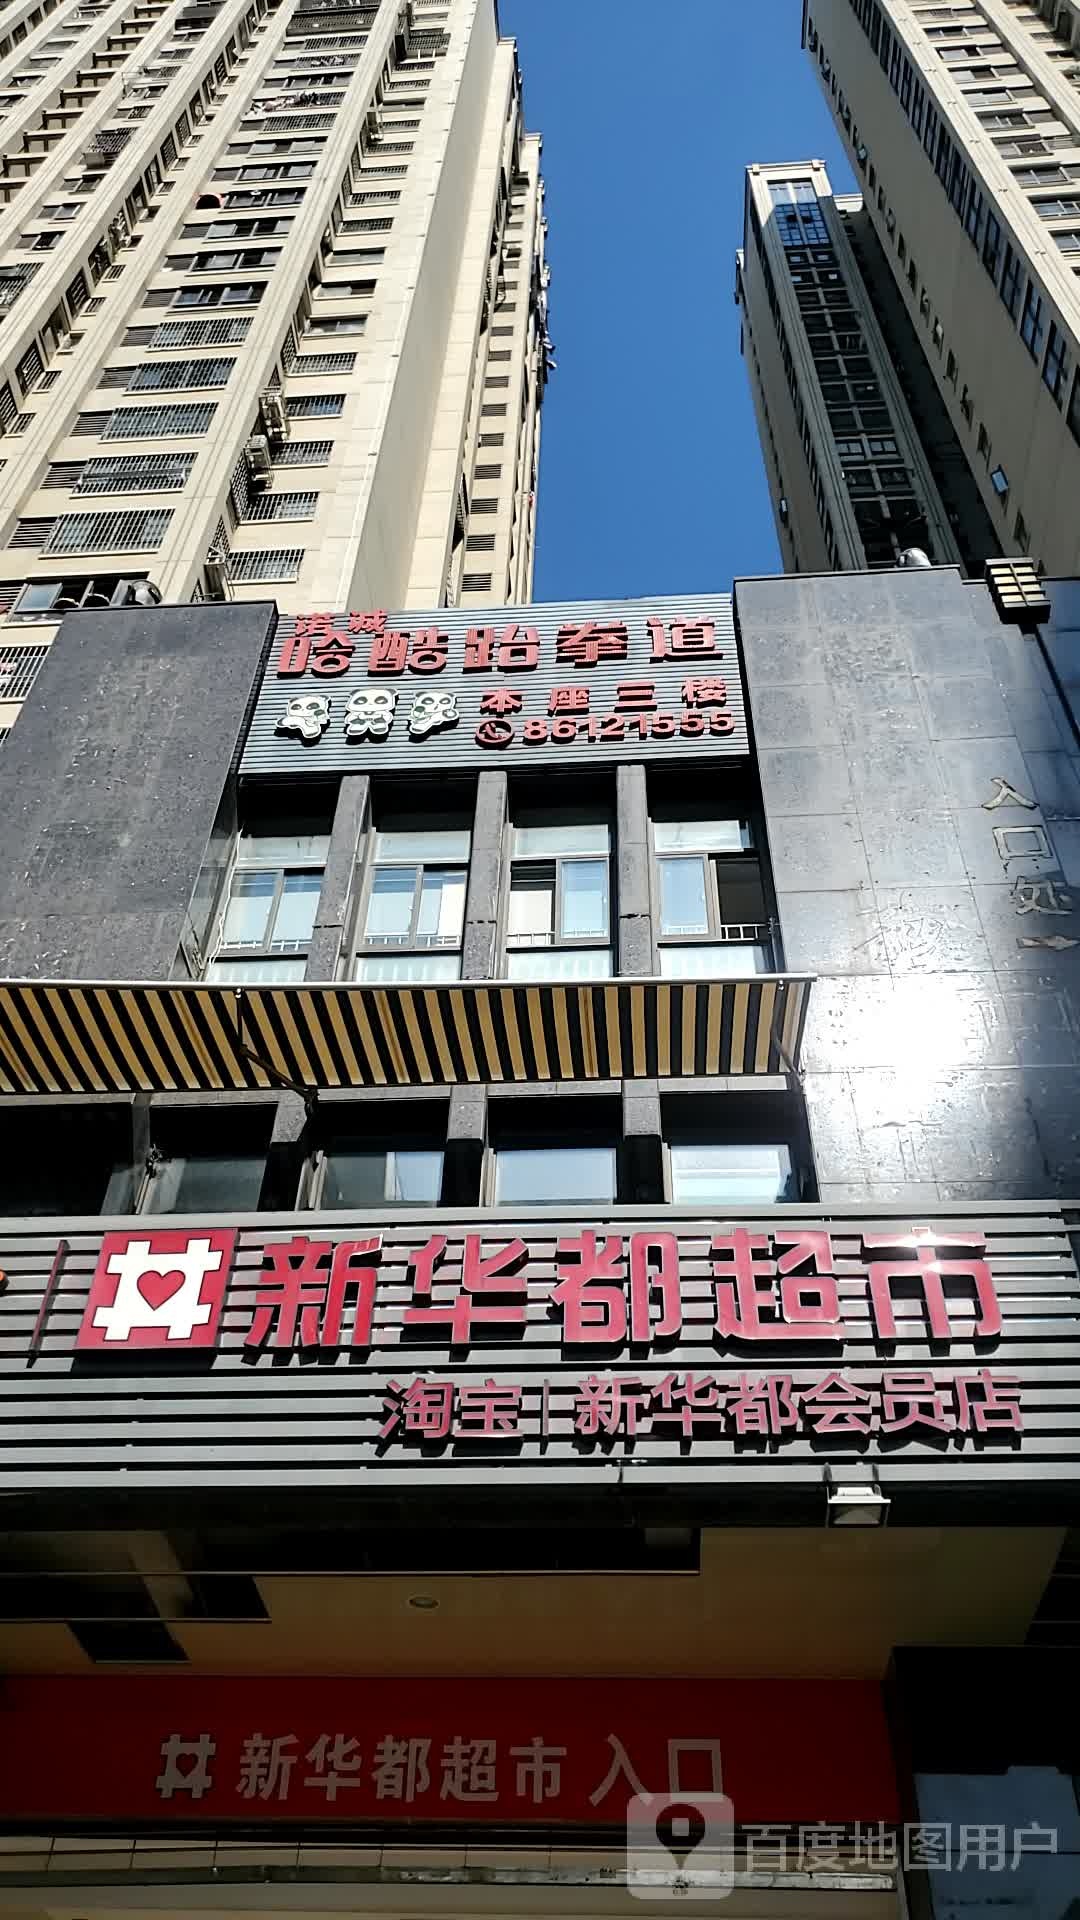 诺诚
哈酷跆拳道
本座三楼
86121555
入口处
新华都超市
淘宝|新华都会员店
新华都超市入口
百度地图用户